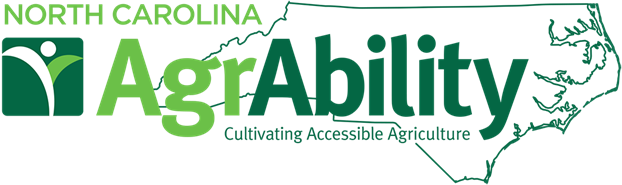 NORTH CAROLINA
AgrAbility
Cultivating Accessible Agriculture